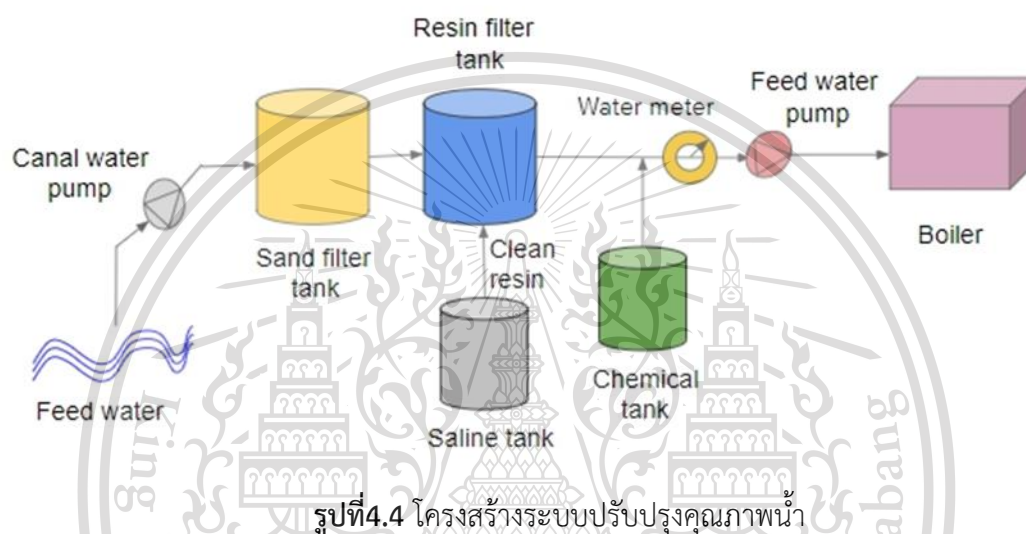 Resin filter
tank
Feed water
pump
Water meter
Canal water
pump
Sand filter
tank
Clean
resin
Boiler
Feed water
Saline tank
Chemical
tank
king
abang
รูปที่4.4 โครงสร้างระบบปรับปรุงคุณภาพน้ำ